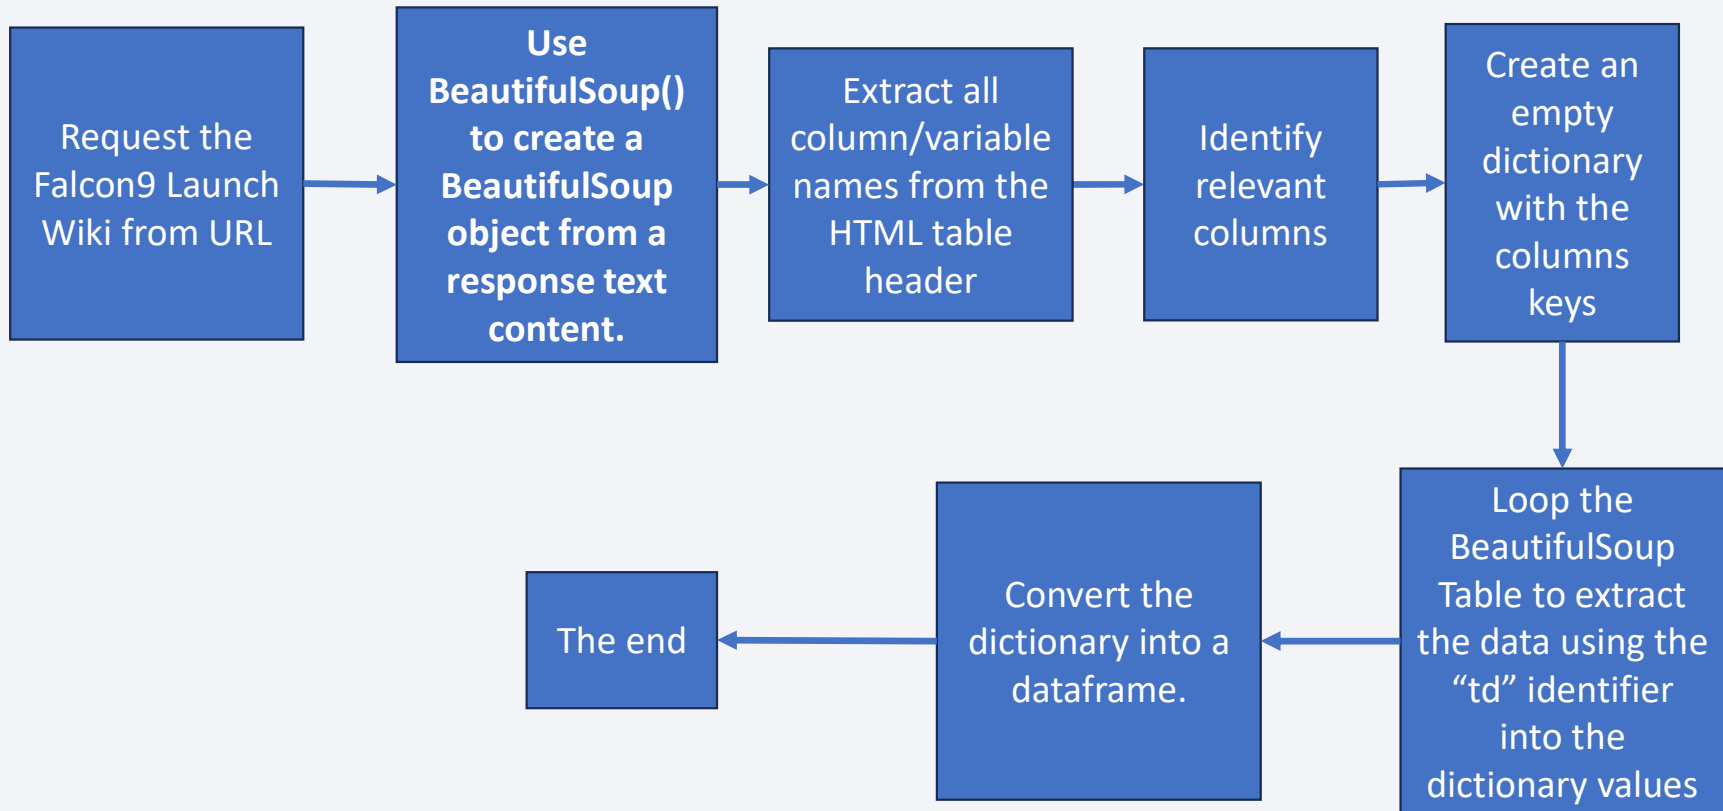 Request the
Falcon9 Launch
Wiki from URL
Use
BeautifulSoup()
to create a
BeautifulSoup
object from a
response text
content.
Extract all
column/variable
names from the
HTML table
header
Identify
relevant
columns
Create an
empty
dictionary
with the
columns
keys
Loop the
BeautifulSoup
Table to extract
the data using the
“td” identifier
into the
dictionary values
Convert the
dictionary into a
dataframe.
The end